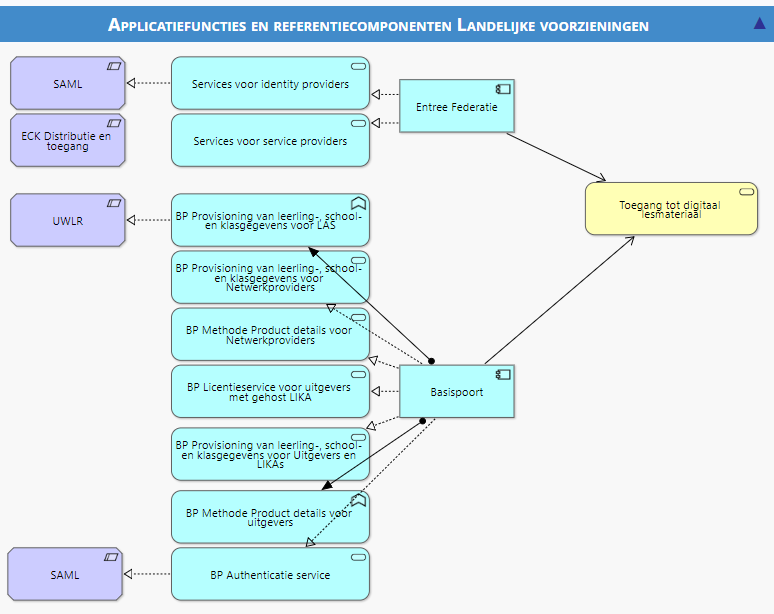 Applicatiefuncties en referentiecomponenten Landelijke voorzieningen
SAML
Services voor identity providers
Entree Federatie
ECK Distributie en
toegang
Services voor service providers
Toegang tot digitaal
lesmateriaal
UWLR
BP Provisioning van leerling-, school-
en klasgegevens voor LAS
BP Provisioning van leerling-, school-
en klasgegevens voor
Netwerkproviders
BP Methode Product details voor
Netwerkproviders
BP Licentieservice voor uitgevers
met gehost LIKA
Basispoort
BP Provisioning van leerling-, school-
en klasgegevens voor Uitgevers en
LIKAs
BP Methode Product details voor
uitgevers
SAML
BP Authenticatie service